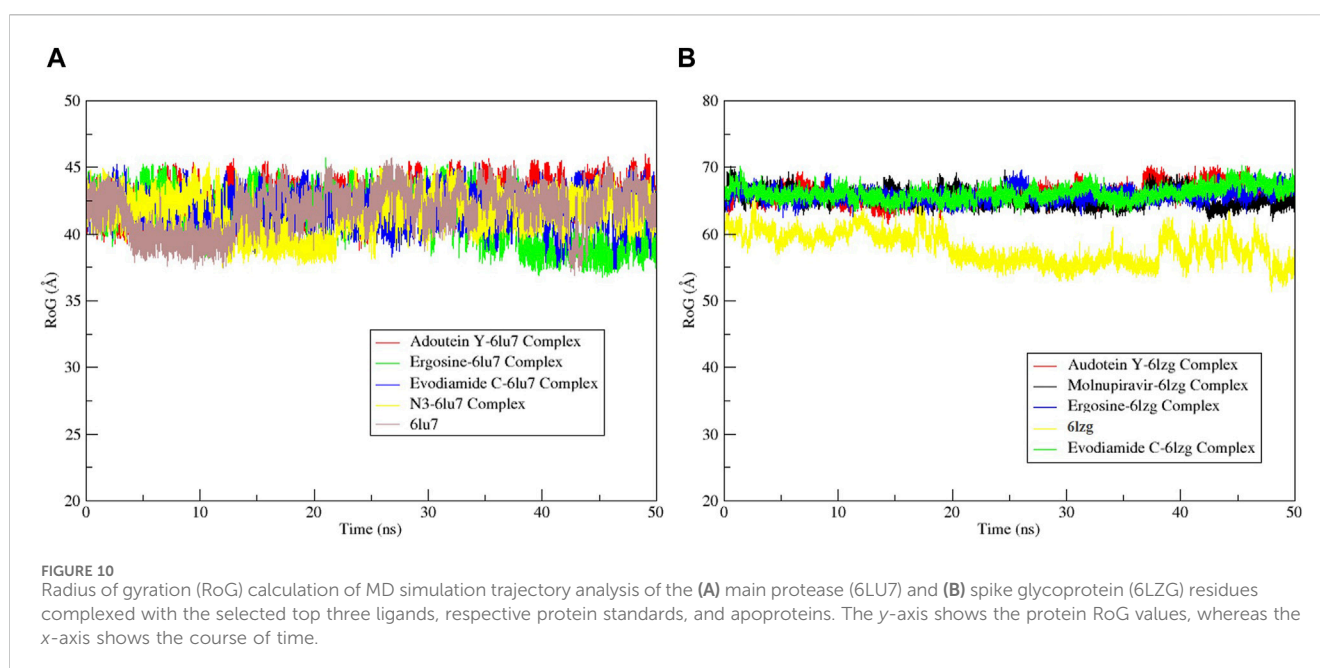 A
B
50
45
40
35
30
25
20
RoG (Å)
0
10
20
30
40
50
Time (ns)
Adoutein Y-6lu7 Complex
Ergosine-6lu7 Complex
Evodiamide C-6lu7 Complex
N3-6lu7 Complex
6lu7
80
70
60
50
40
30
20
RoG (Å)
0
10
20
30
40
50
Time (ns)
Audotein Y-6lzg Complex
Molnupiravir-6lzg Complex
Ergosine-6lzg Complex
6lzg
Evodiamide C-6lzg Complex
FIGURE 10
Radius of gyration (RoG) calculation of MD simulation trajectory analysis of the (A) main protease (6LU7) and (B) spike glycoprotein (6LZG) residues
complexed with the selected top three ligands, respective protein standards, and apoproteins. The y-axis shows the protein RoG values, whereas the
x-axis shows the course of time.